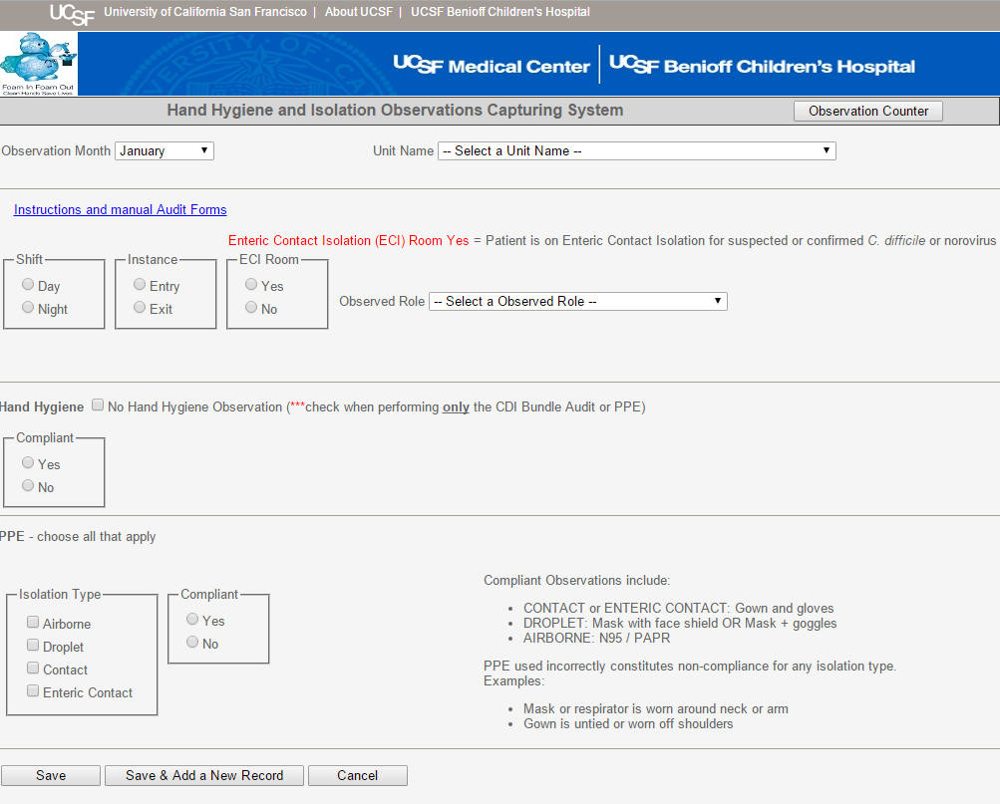 UCSF University of California San Francisco | About UCSF | UCSF Benioff Children's Hospital
Foam In Foam Out
Clean Hands Save Lives
UCSF Medical Center | UCSF Benioff Children's Hospital
Hand Hygiene and Isolation Observations Capturing System Observation Counter
Observation Month January Unit Name -- Select a Unit Name --
Instructions and manual Audit Forms
Enteric Contact Isolation (ECI) Room Yes = Patient is on Enteric Contact Isolation for suspected or confirmed C. difficile or norovirus
Shift Instance ECI Room
Day Entry Yes
Observed Role -- Select a Observed Role --
Night Exit No
Hand Hygiene No Hand Hygiene Observation (***check when performing only the CDI Bundle Audit or PPE)
Compliant
Yes
No
PPE - choose all that apply
Isolation Type Compliant
Airborne Yes
Droplet No
Contact
Enteric Contact
Compliant Observations include:
• CONTACT or ENTERIC CONTACT: Gown and gloves
• DROPLET: Mask with face shield OR Mask + goggles
• AIRBORNE: N95 / PAPR
PPE used incorrectly constitutes non-compliance for any isolation type.
Examples:
• Mask or respirator is worn around neck or arm
• Gown is untied or worn off shoulders
Save Save & Add a New Record Cancel